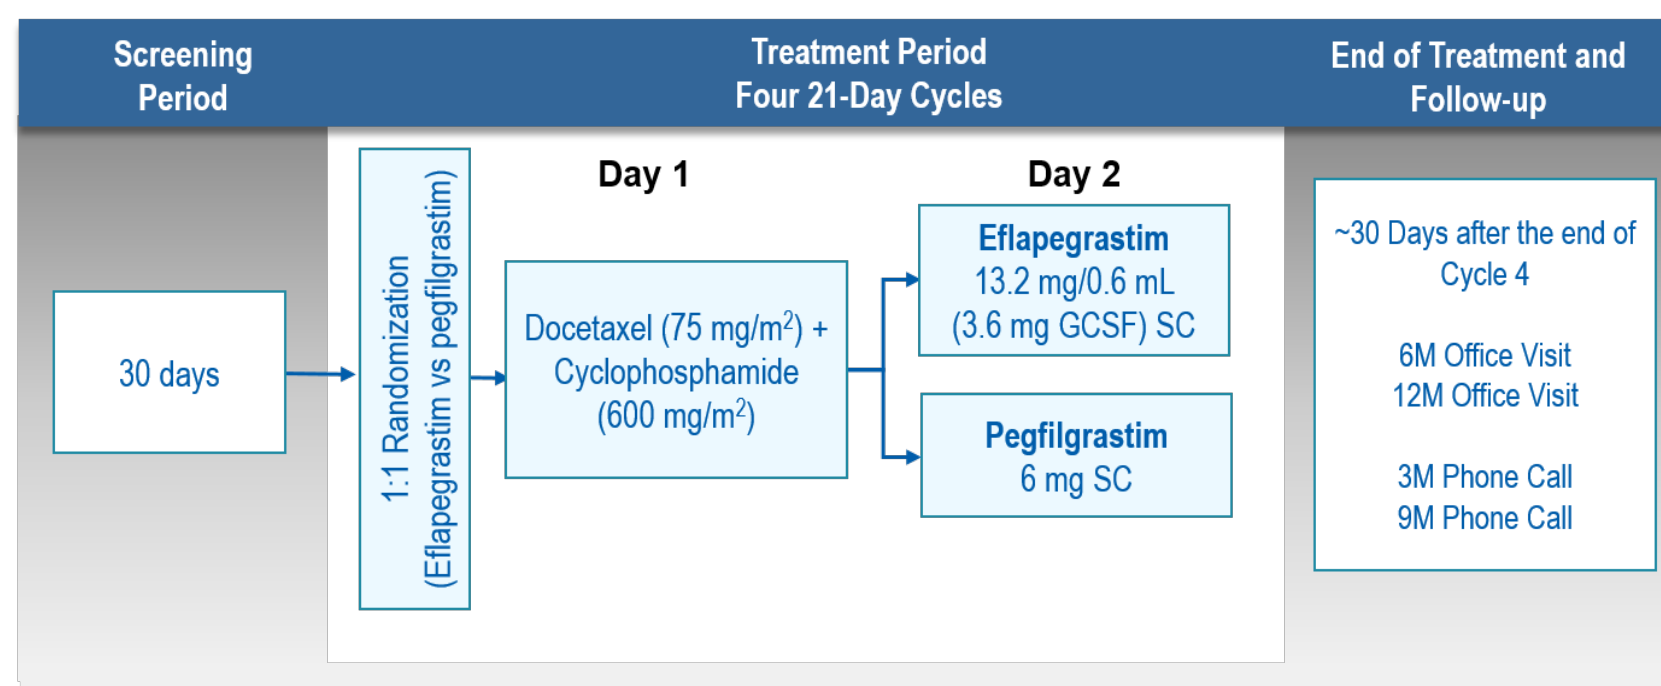 Screening
Period
Treatment Period
Four 21-Day Cycles
End of Treatment and
Follow-up
30 days
1:1 Randomization
(Eflapegrastim vs pegfilgrastim)
Day 1
Docetaxel (75 mg/m²) +
Cyclophosphamide
(600 mg/m²)
Day 2
Eflapegrastim
13.2 mg/0.6 mL
(3.6 mg GCSF) SC
Pegfilgrastim
6 mg SC
~30 Days after the end of
Cycle 4
6M Office Visit
12M Office Visit
3M Phone Call
9M Phone Call